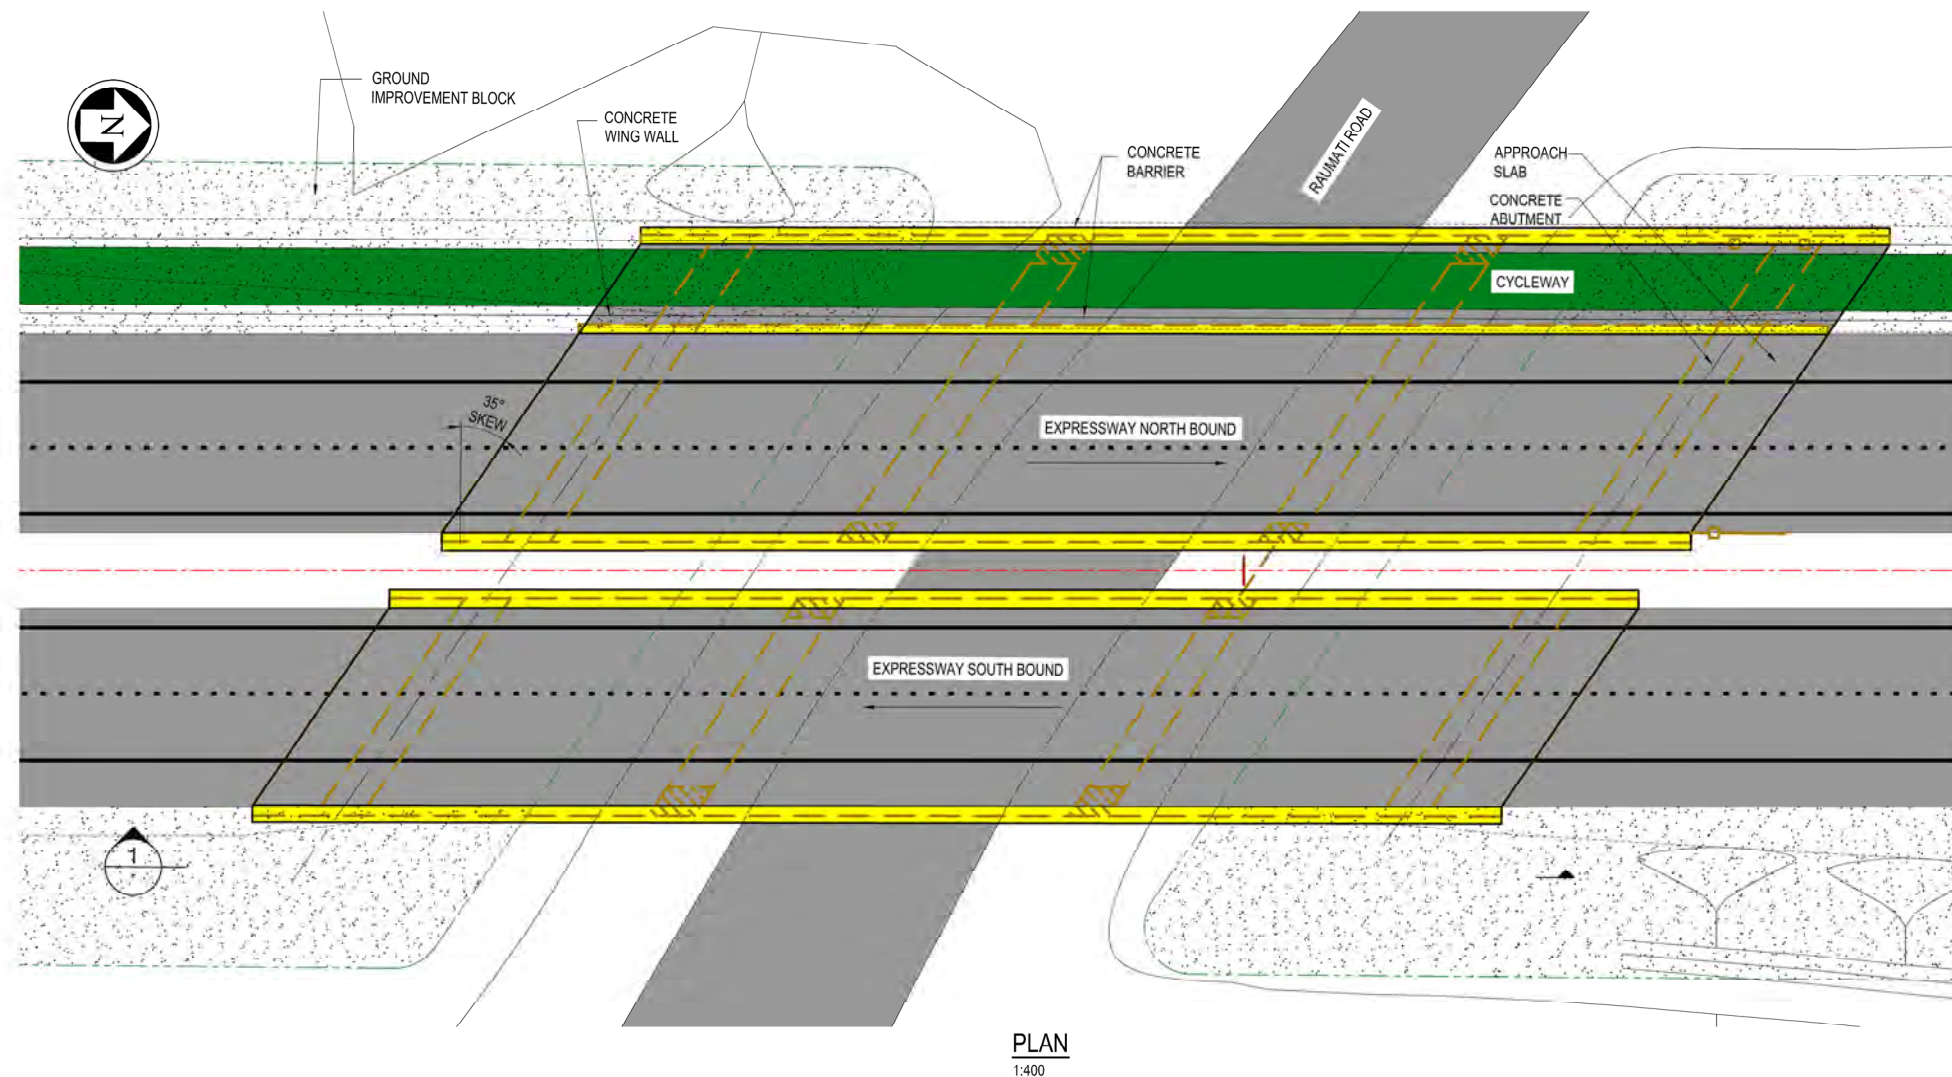 GROUND
IMPROVEMENT BLOCK
N
CONCRETE
WING WALL
CONCRETE
BARRIER
RAUMATI ROAD
APPROACH
SLAB
CONCRETE
ABUTMENT
CYCLEWAY
35°
SKEW
EXPRESSWAY NORTH BOUND
EXPRESSWAY SOUTH BOUND
1
PLAN
1:400